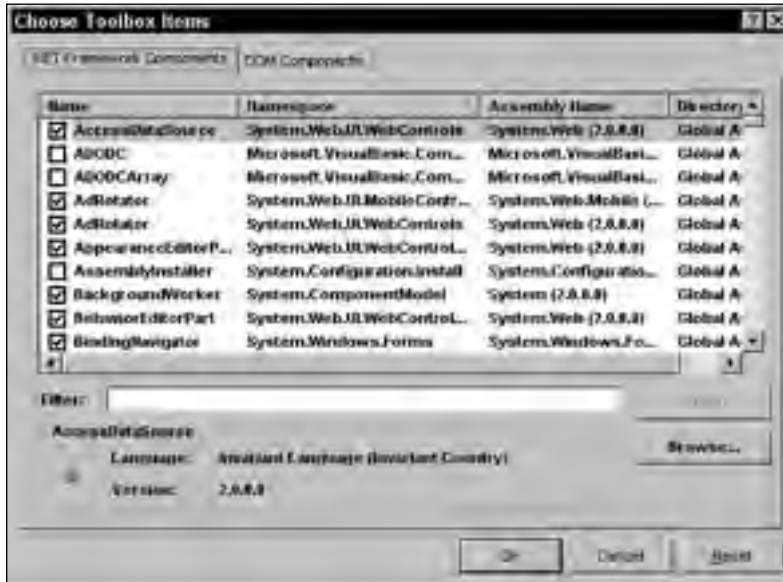 Choose Toolbox Items
.NET Framework Components COM Components
Name Namespace Assembly Name Directory
AccessDataSource System.Web.UI.WebControls System.Web (2.0.0.0) Global A
ADODC Microsoft.VisualBasic.Com... Microsoft.VisualBasi... Global A
ADODCArray Microsoft.VisualBasic.Com... Microsoft.VisualBasi... Global A
AdRotator System.Web.UI.MobileContr... System.Web.Mobile (... Global A
AdRotator System.Web.UI.WebControls System.Web (2.0.0.0) Global A
AppearanceEditorP... System.Web.UI.WebControl... System.Web (2.0.0.0) Global A
AssemblyInstaller System.Configuration.Install System.Configuratio... Global A
BackgroundWorker System.ComponentModel System (2.0.0.0) Global A
BehaviorEditorPart System.Web.UI.WebControl... System.Web (2.0.0.0) Global A
BindingNavigator System.Windows.Forms System.Windows.Fo... Global A
Filter:
AccessDataSource
Language: Invariant Language (Invariant Country)
Browse...
Version: 2.0.0.0
OK Cancel Reset